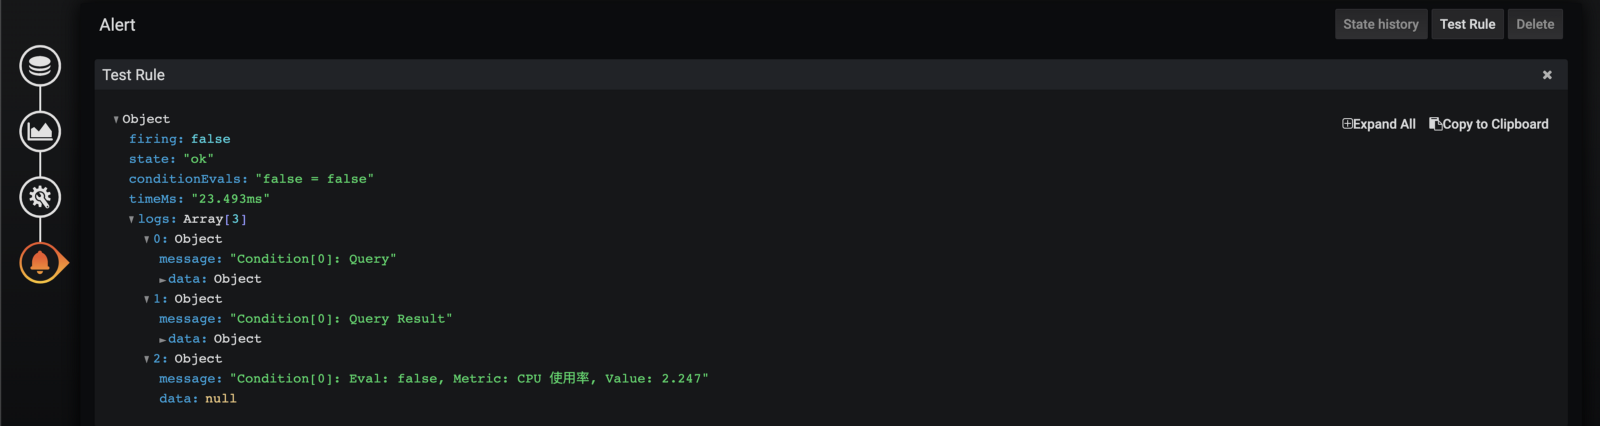 Alert
State history
Test Rule
Delete
Test Rule
Object
Expand All
Copy to Clipboard
firing: false
state: "ok"
conditionEvals: "false = false"
timeMs: "23.493ms"
logs: Array[3]
0: Object
message: "Condition[0]: Query"
data: Object
1: Object
message: "Condition[0]: Query Result"
data: Object
2: Object
message: "Condition[0]: Eval: false, Metric: CPU 使用率, Value: 2.247"
data: null